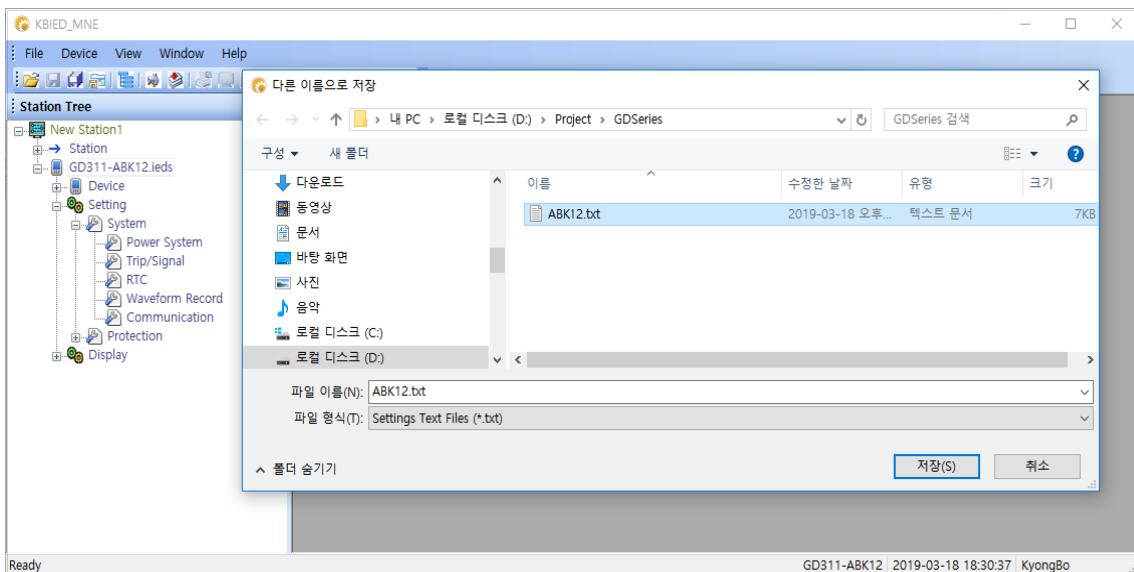 KBIED_MNE
File Device View Window Help
Station Tree
New Station1
Station
GD311-ABK12.ieds
Device
Setting
System
Power System
Trip/Signal
RTC
Waveform Record
Communication
Protection
Display
다른 이름으로 저장
내 PC › 로컬 디스크 (D:) › Project › GDSeries
GDSeries 검색
구성 새 폴더
다운로드
동영상
문서
바탕 화면
사진
음악
로컬 디스크 (C:)
로컬 디스크 (D:)
이름 수정한 날짜 유형 크기
ABK12.txt 2019-03-18 오후... 텍스트 문서 7KB
파일 이름(N): ABK12.txt
파일 형식(T): Settings Text Files (*.txt)
폴더 숨기기
저장(S) 취소
Ready GD311-ABK12 2019-03-18 18:30:37 KyongBo